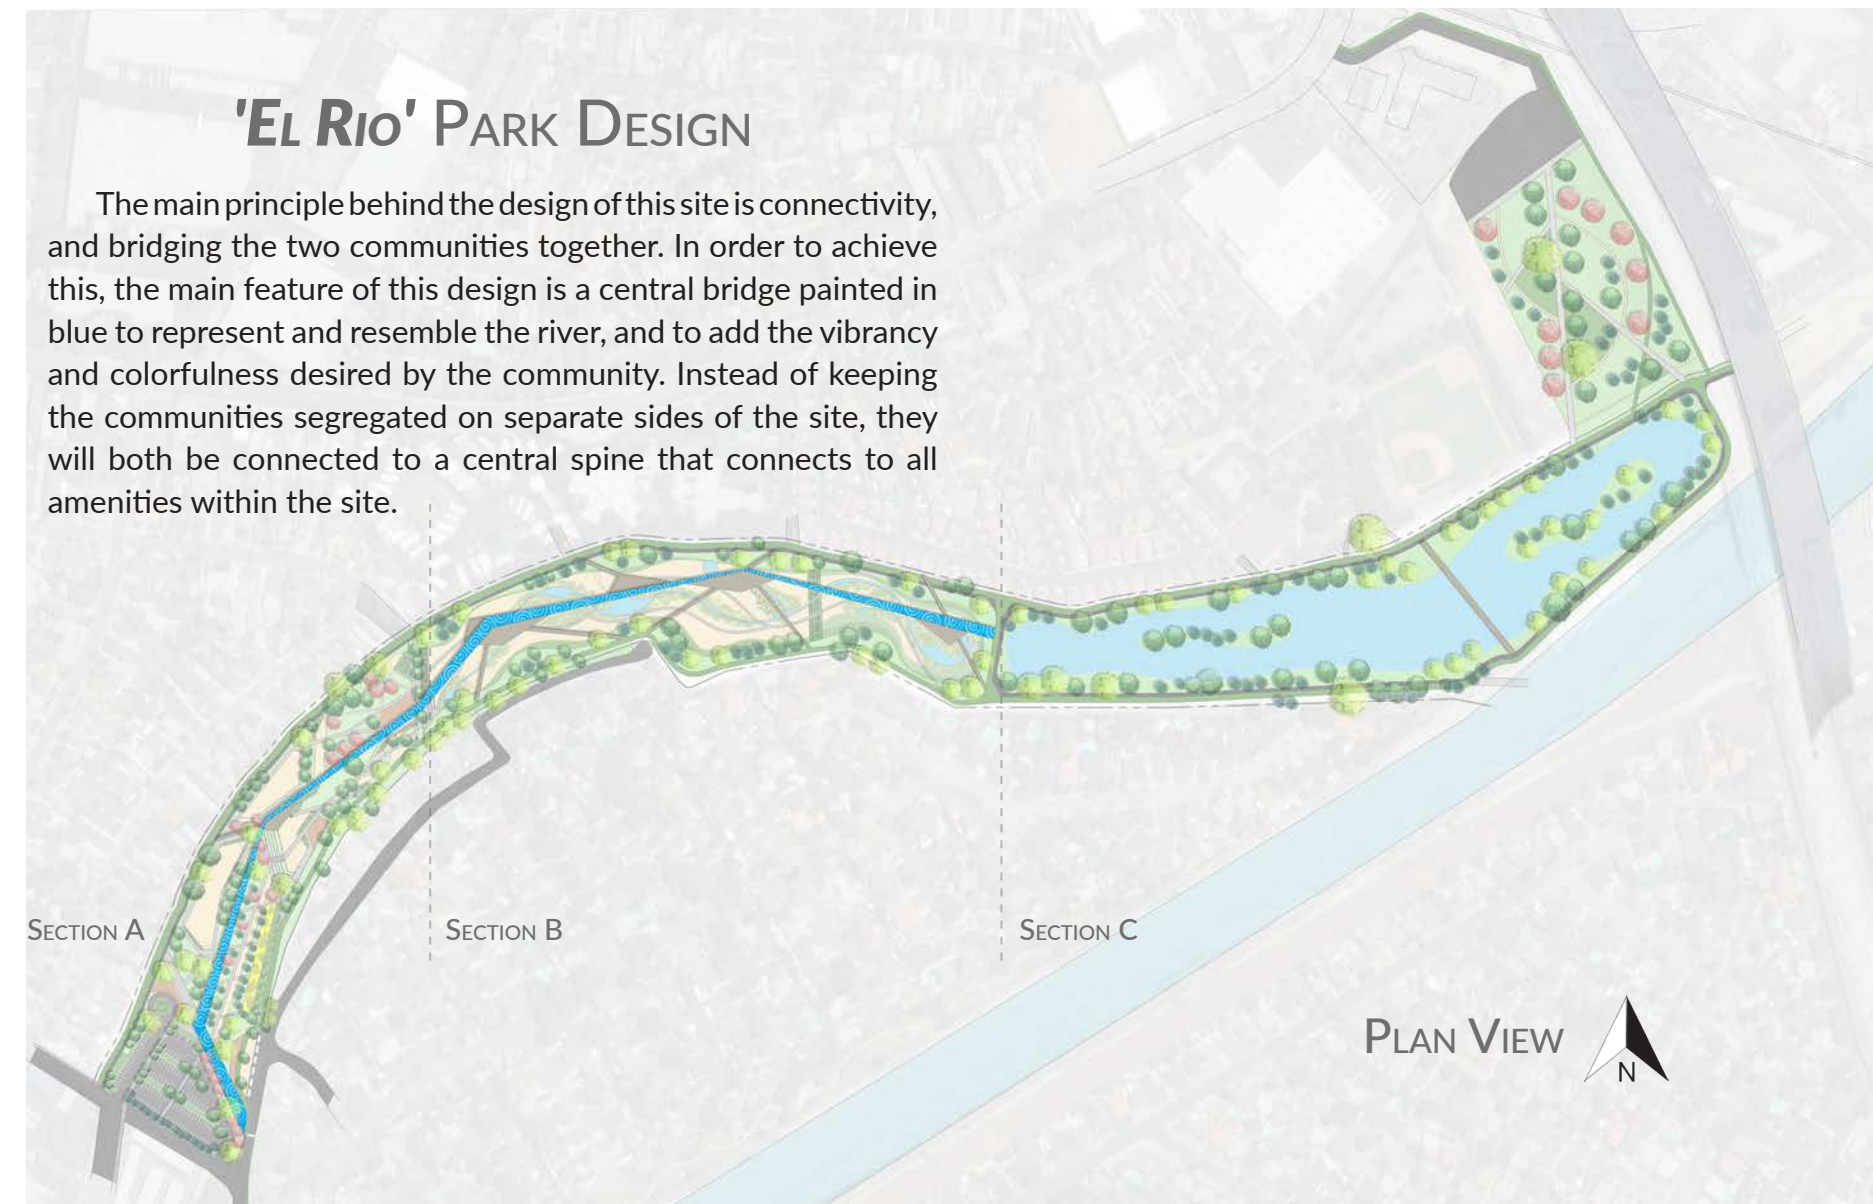 'El Rio' Park Design
The main principle behind the design of this site is connectivity,
and bridging the two communities together. In order to achieve
this, the main feature of this design is a central bridge painted in
blue to represent and resemble the river, and to add the vibrancy
and colorfulness desired by the community. Instead of keeping
the communities segregated on separate sides of the site, they
will both be connected to a central spine that connects to all
amenities within the site.
Section A
Section B
Section C
Plan View
N